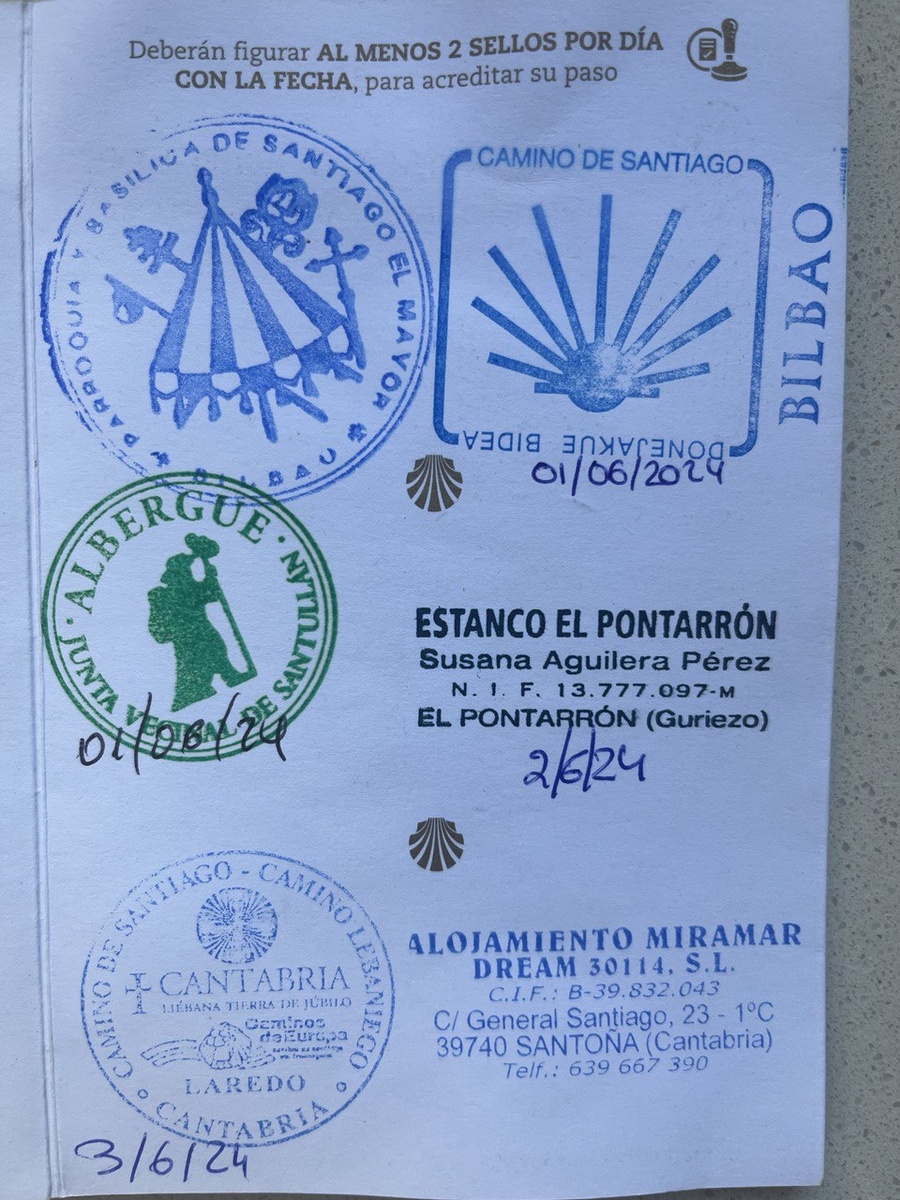 Deberán figurar AL MENOS 2 SELLOS POR DÍA
CON LA FECHA, para acreditar su paso
PARROQUIA Y BASILICA DE SANTIAGO EL MAYOR
BILBAO
CAMINO DE SANTIAGO
DONEJAKUE BIDEA
BILBAO
01/06/2024
· ALBERGUE ·
JUNTA VECINAL DE SANTULLAN
01/06/24
ESTANCO EL PONTARRÓN
Susana Aguilera Pérez
N. I. F. 13.777.097-M
EL PONTARRÓN (Guriezo)
2/6/24
CAMINO DE SANTIAGO - CAMINO LEBANIEGO
CANTABRIA
LIÉBANA TIERRA DE JÚBILO
Caminos
de Europa
LAREDO
CANTABRIA
3/6/24
ALOJAMIENTO MIRAMAR
DREAM 30114, S.L.
C.I.F.: B-39.832.043
C/ General Santiago, 23 - 1ºC
39740 SANTOÑA (Cantabria)
Telf.: 639 667 390